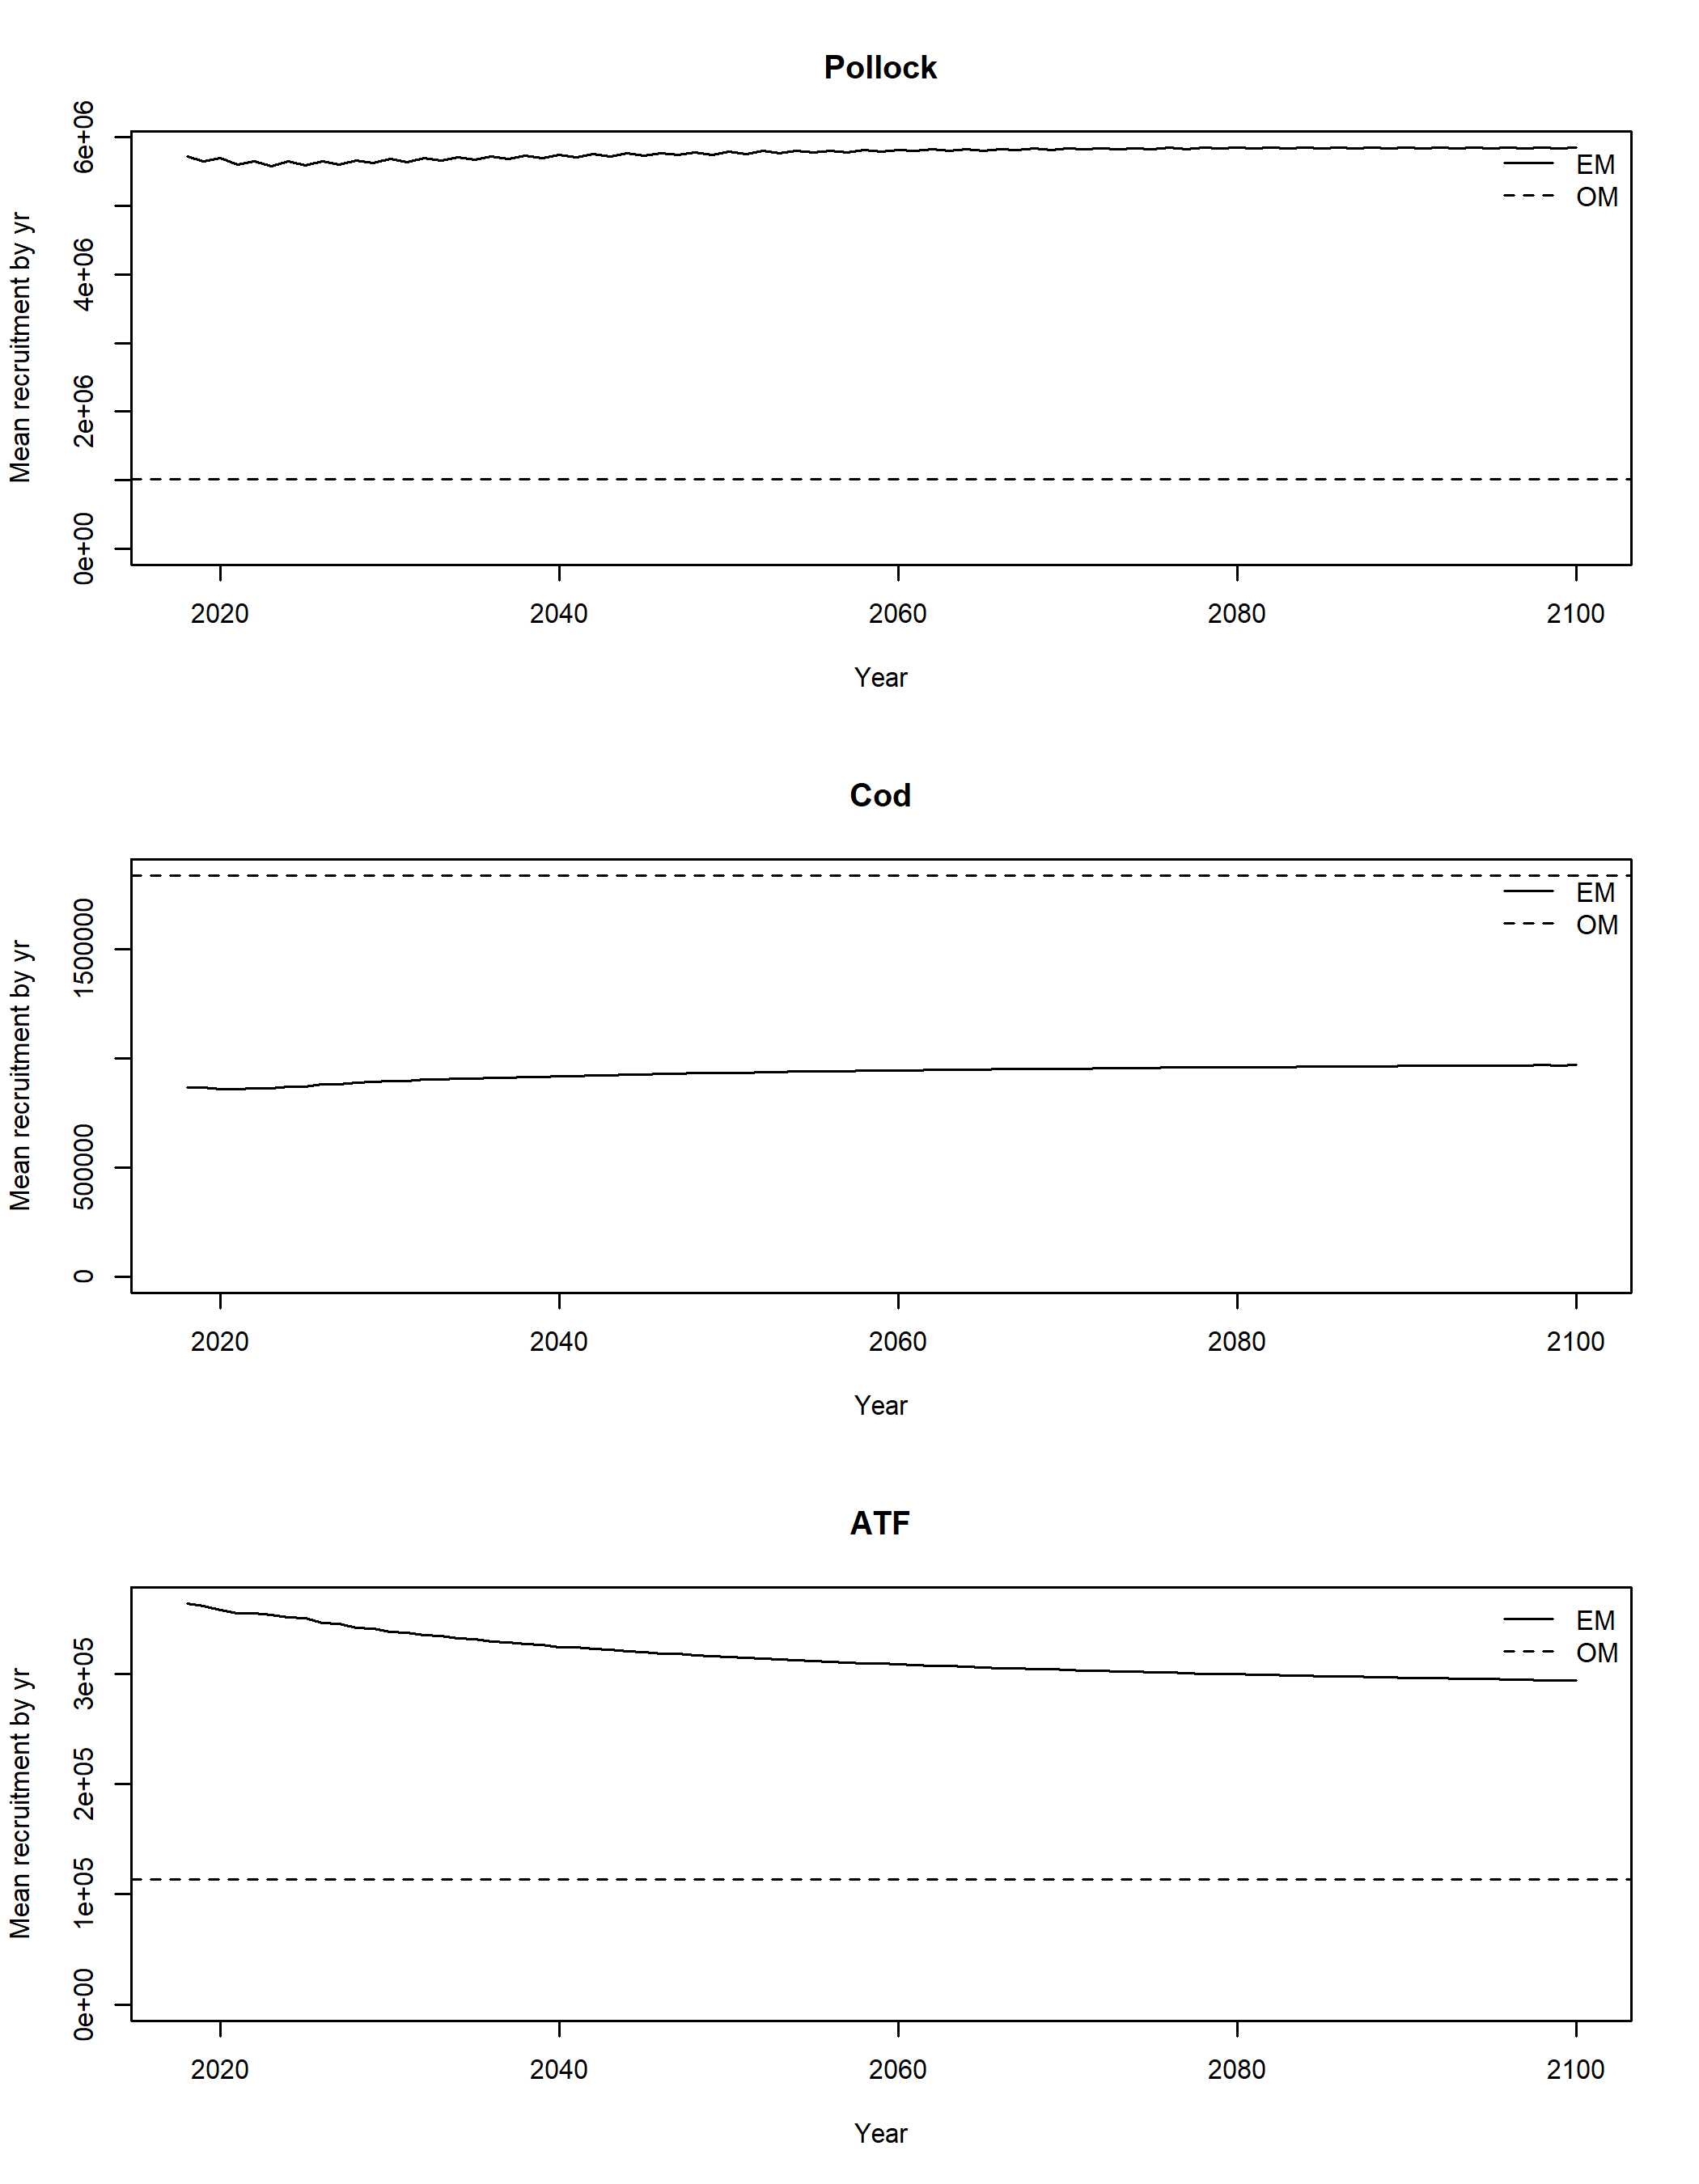 Pollock
Mean recruitment by yr
6e+06
4e+06
2e+06
0e+00
EM
OM
2020 2040 2060 2080 2100
Year
Cod
Mean recruitment by yr
1500000
500000
0
EM
OM
2020 2040 2060 2080 2100
Year
ATF
Mean recruitment by yr
3e+05
2e+05
1e+05
0e+00
EM
OM
2020 2040 2060 2080 2100
Year